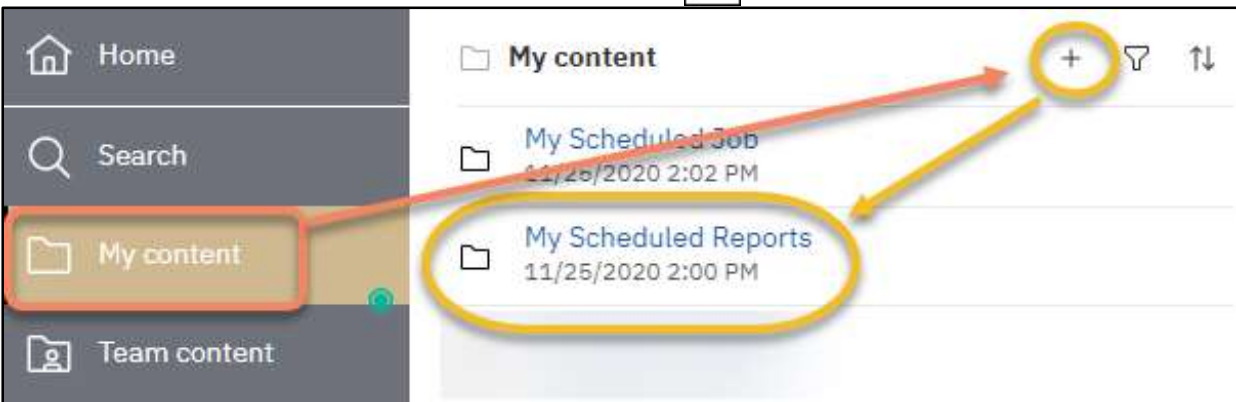 Home
Search
My content
Team content
My content
My Scheduled Job
11/25/2020 2:02 PM
My Scheduled Reports
11/25/2020 2:00 PM